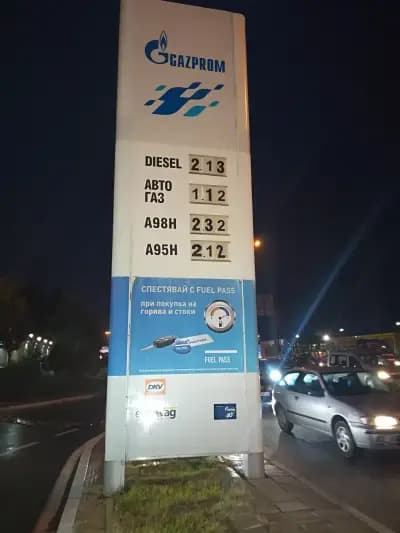 GAZPROM
DIESEL 2.13
АВТО
ГАЗ 1.12
A98H 2.32
A95H 2.12
СПЕСТЯВАЙ С FUEL PASS
при покупка на
горива и стоки
FUEL PASS
DKV